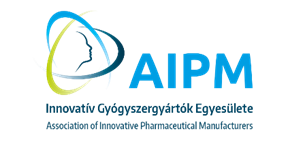 AIPM
Innovatív Gyógyszergyártók Egyesülete
Association of Innovative Pharmaceutical Manufacturers